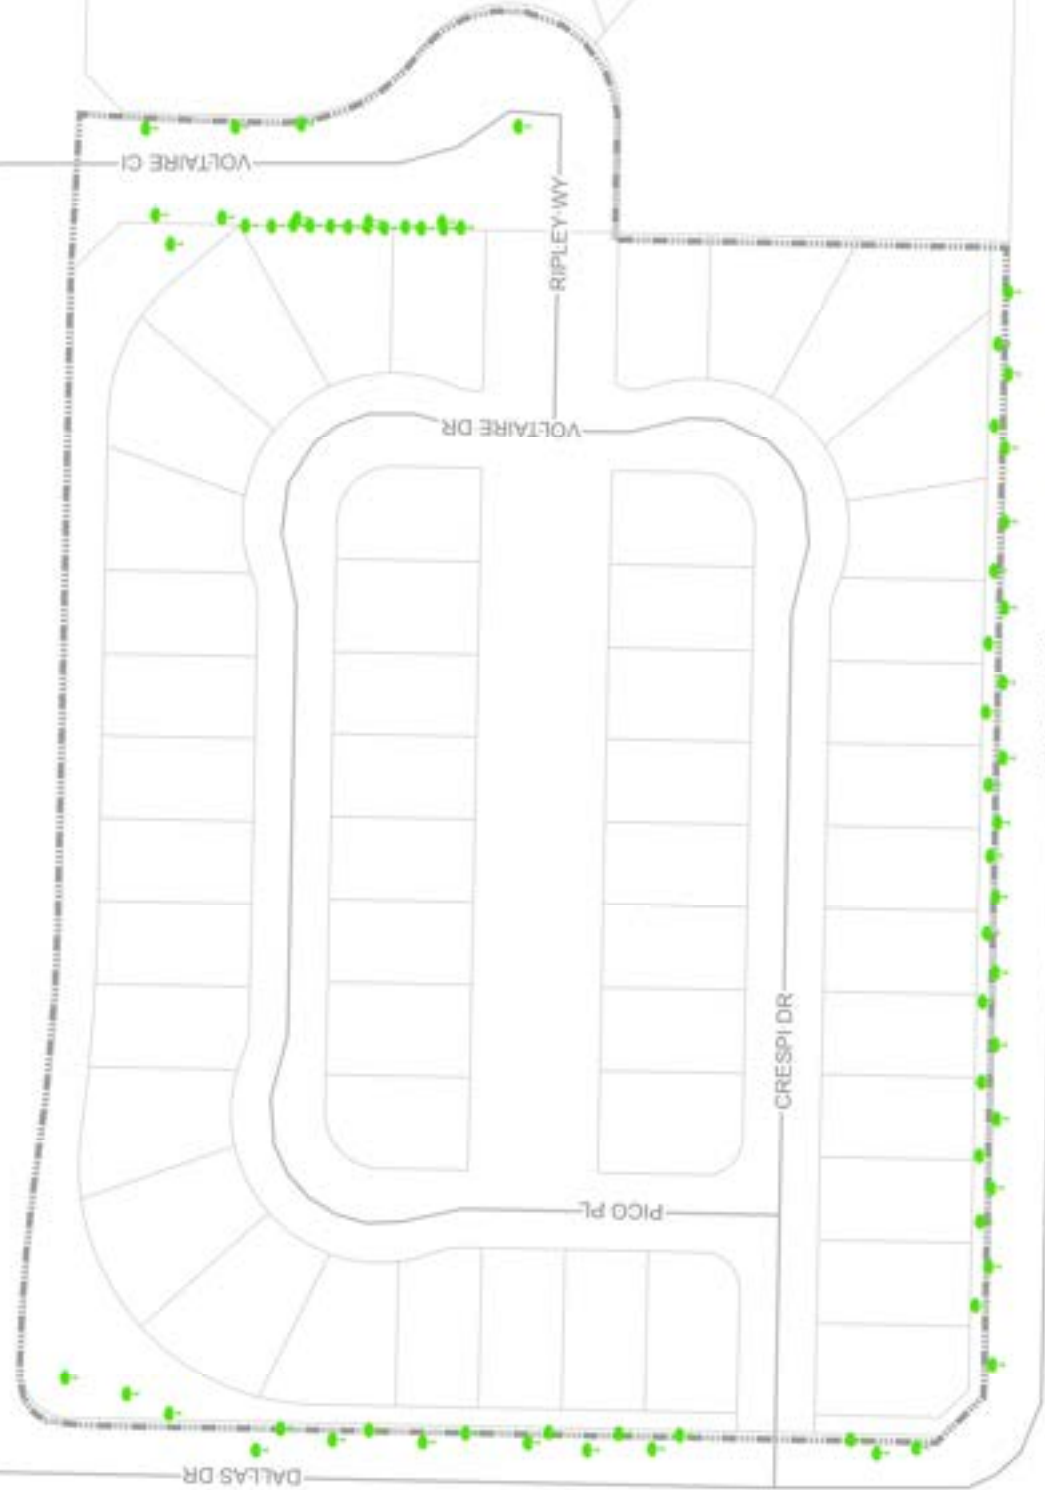 VOLTAIRE CI
RIPLEY WY
VOLTAIRE DR
CRESPI DR
PICO PL
DALLAS DR